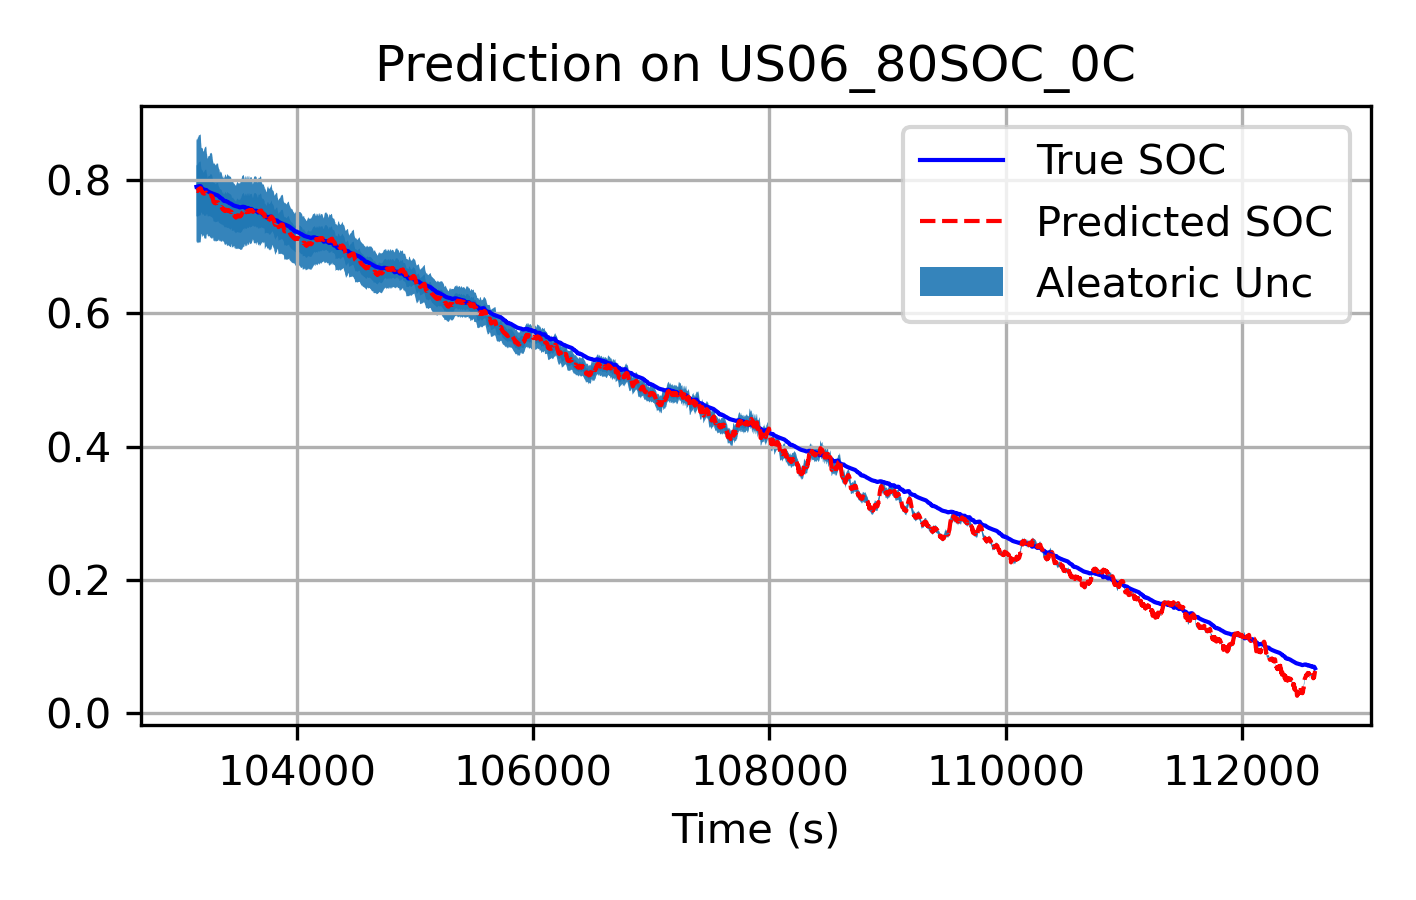 Prediction on US06_80SOC_0C
True SOC
Predicted SOC
Aleatoric Unc
0.8
0.6
0.4
0.2
0.0
104000 106000 108000 110000 112000
Time (s)